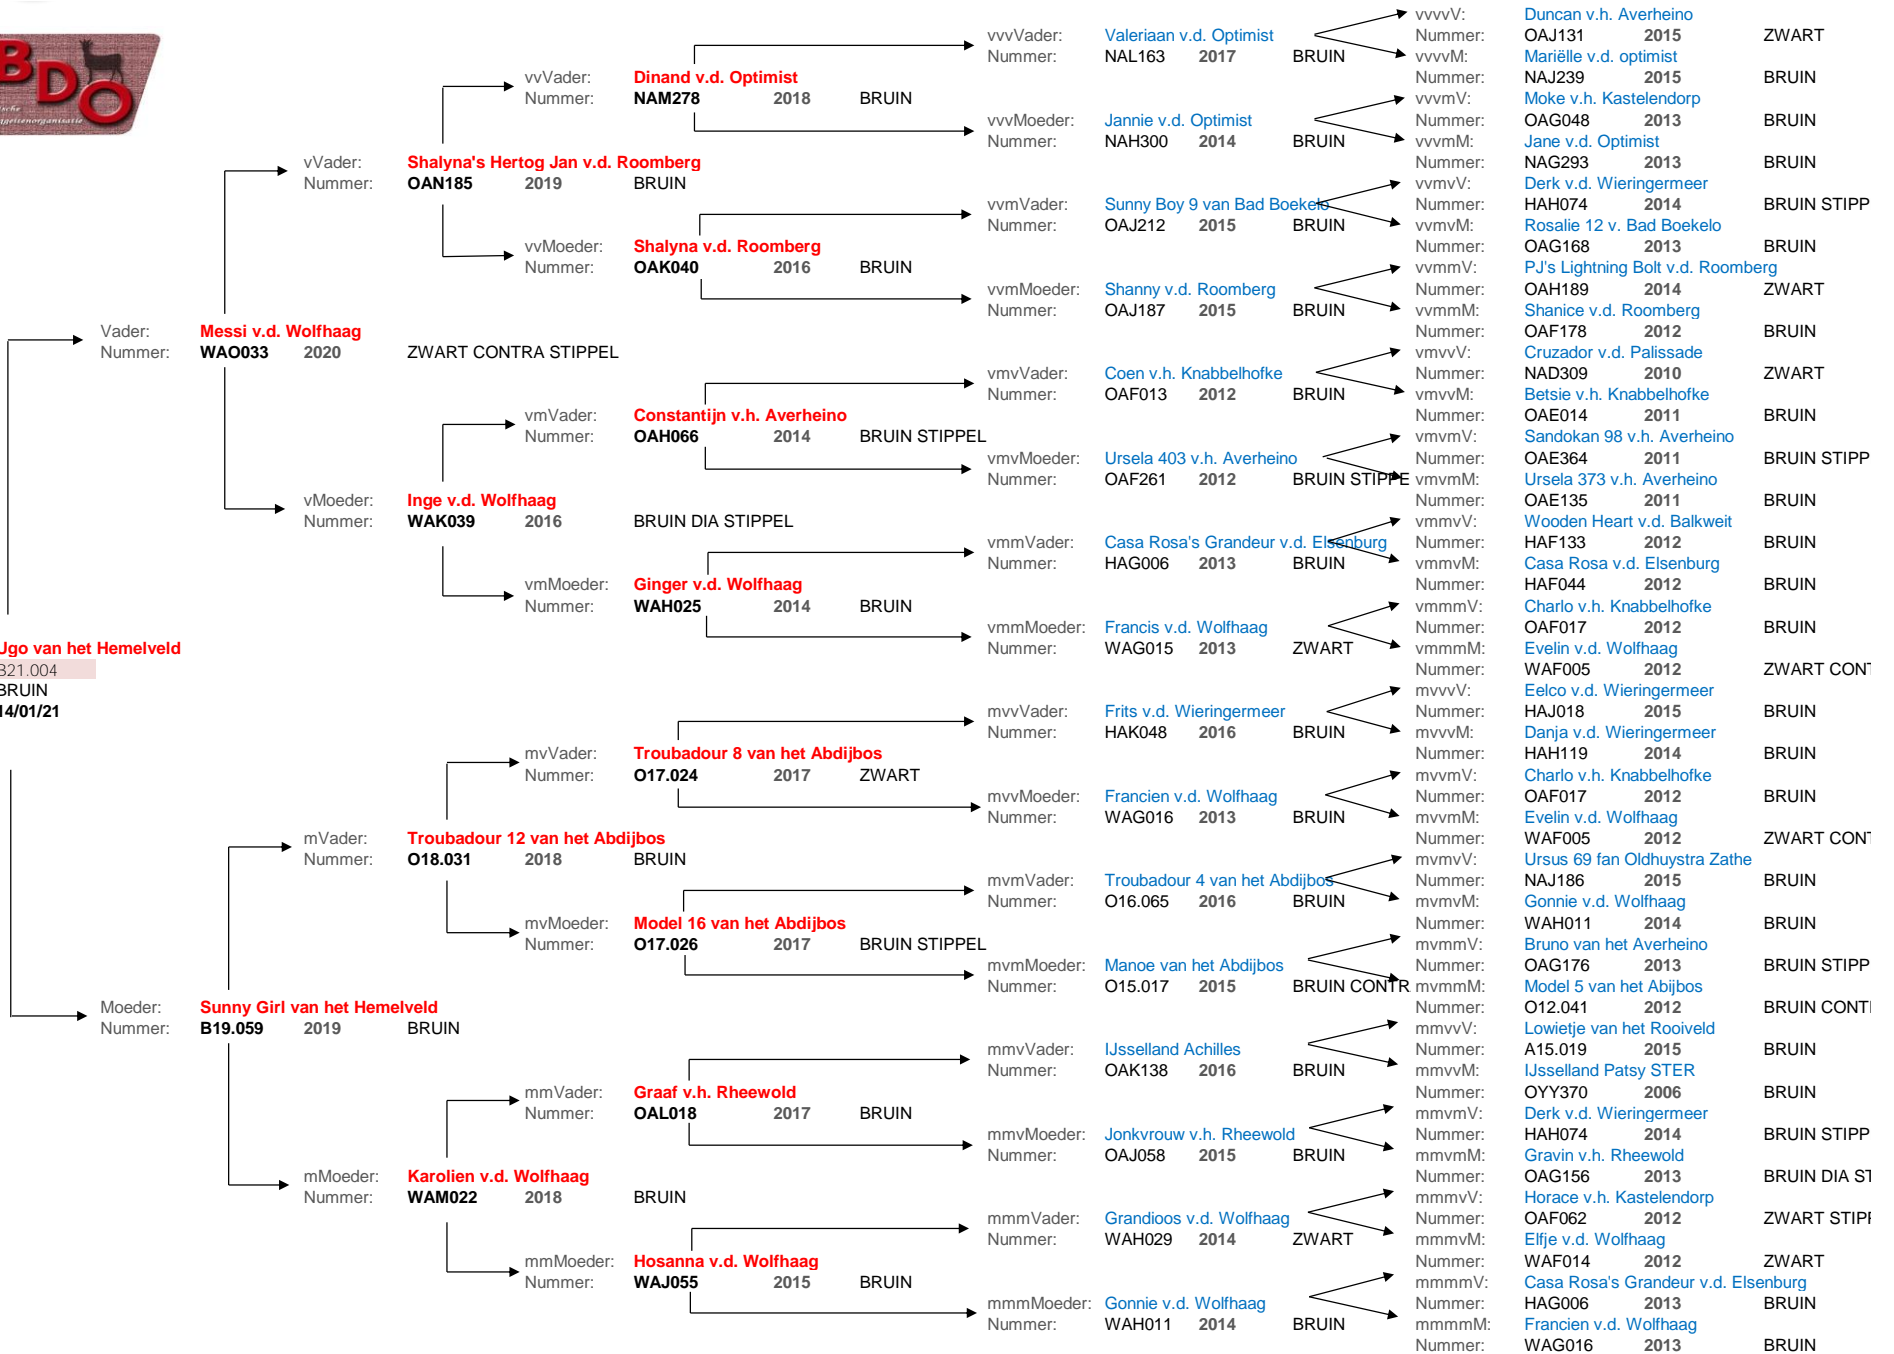 BDO
vvvvV: Duncan v.h. Averheino
vvvVader: Valeriaan v.d. Optimist Nummer: OAJ131 2015 ZWART
Nummer: NAL163 2017 BRUIN vvvvM: Mariëlle v.d. optimist
vvVader: Dinand v.d. Optimist Nummer: NAJ239 2015 BRUIN
Nummer: NAM278 2018 BRUIN vvvmV: Moke v.h. Kastelendorp
vvvMoeder: Jannie v.d. Optimist Nummer: OAG048 2013 BRUIN
Nummer: NAH300 2014 BRUIN vvvmM: Jane v.d. Optimist
vVader: Shalyna's Hertog Jan v.d. Roomberg Nummer: NAG293 2013 BRUIN
Nummer: OAN185 2019 BRUIN vvmvV: Derk v.d. Wieringermeer
vvmVader: Sunny Boy 9 van Bad Boekelo Nummer: HAH074 2014 BRUIN STIPP
Nummer: OAJ212 2015 BRUIN vvmvM: Rosalie 12 v. Bad Boekelo
vvMoeder: Shalyna v.d. Roomberg Nummer: OAG168 2013 BRUIN
Nummer: OAK040 2016 BRUIN vvmmV: PJ's Lightning Bolt v.d. Roomberg
vvmMoeder: Shanny v.d. Roomberg Nummer: OAH189 2014 ZWART
Nummer: OAJ187 2015 BRUIN vvmmM: Shanice v.d. Roomberg
Vader: Messi v.d. Wolfhaag Nummer: OAF178 2012 BRUIN
Nummer: WAO033 2020 ZWART CONTRA STIPPEL vmvvV: Cruzador v.d. Palissade
vmvVader: Coen v.h. Knabbelhofke Nummer: NAD309 2010 ZWART
Nummer: OAF013 2012 BRUIN vmvvM: Betsie v.h. Knabbelhofke
vmVader: Constantijn v.h. Averheino Nummer: OAE014 2011 BRUIN
Nummer: OAH066 2014 BRUIN STIPPEL vmvmV: Sandokan 98 v.h. Averheino
vmvMoeder: Ursela 403 v.h. Averheino Nummer: OAE364 2011 BRUIN STIPP
Nummer: OAF261 2012 BRUIN STIPPE vmvmM: Ursela 373 v.h. Averheino
vMoeder: Inge v.d. Wolfhaag Nummer: OAE135 2011 BRUIN
Nummer: WAK039 2016 BRUIN DIA STIPPEL vmmvV: Wooden Heart v.d. Balkweit
vmmVader: Casa Rosa's Grandeur v.d. Elsenburg Nummer: HAF133 2012 BRUIN
Nummer: HAG006 2013 BRUIN vmmvM: Casa Rosa v.d. Elsenburg
vmMoeder: Ginger v.d. Wolfhaag Nummer: HAF044 2012 BRUIN
Nummer: WAH025 2014 BRUIN vmmmV: Charlo v.h. Knabbelhofke
vmmMoeder: Francis v.d. Wolfhaag Nummer: OAF017 2012 BRUIN
Ugo van het Hemelveld Nummer: WAG015 2013 ZWART vmmmM: Evelin v.d. Wolfhaag
B21.004 Nummer: WAF005 2012 ZWART CONT
BRUIN mvvvV: Eelco v.d. Wieringermeer
14/01/21 mvvVader: Frits v.d. Wieringermeer Nummer: HAJ018 2015 BRUIN
Nummer: HAK048 2016 BRUIN mvvvM: Danja v.d. Wieringermeer
mvVader: Troubadour 8 van het Abdijbos Nummer: HAH119 2014 BRUIN
Nummer: O17.024 2017 ZWART mvvmV: Charlo v.h. Knabbelhofke
mvvMoeder: Francien v.d. Wolfhaag Nummer: OAF017 2012 BRUIN
Nummer: WAG016 2013 BRUIN mvvmM: Evelin v.d. Wolfhaag
mVader: Troubadour 12 van het Abdijbos Nummer: WAF005 2012 ZWART CONT
Nummer: O18.031 2018 BRUIN mvmvV: Ursus 69 fan Oldhuystra Zathe
mvmVader: Troubadour 4 van het Abdijbos Nummer: NAJ186 2015 BRUIN
Nummer: O16.065 2016 BRUIN mvmvM: Gonnie v.d. Wolfhaag
mvMoeder: Model 16 van het Abdijbos Nummer: WAH011 2014 BRUIN
Nummer: O17.026 2017 BRUIN STIPPEL mvmmV: Bruno van het Averheino
mvmMoeder: Manoe van het Abdijbos Nummer: OAG176 2013 BRUIN STIPP
Nummer: O15.017 2015 BRUIN CONTR mvmmM: Model 5 van het Abijbos
Moeder: Sunny Girl van het Hemelveld Nummer: O12.041 2012 BRUIN CONTI
Nummer: B19.059 2019 BRUIN mmvvV: Lowietje van het Rooiveld
mmvVader: IJsselland Achilles Nummer: A15.019 2015 BRUIN
Nummer: OAK138 2016 BRUIN mmvvM: IJsselland Patsy STER
mmVader: Graaf v.h. Rheewold Nummer: OYY370 2006 BRUIN
Nummer: OAL018 2017 BRUIN mmvmV: Derk v.d. Wieringermeer
mmvMoeder: Jonkvrouw v.h. Rheewold Nummer: HAH074 2014 BRUIN STIPP
Nummer: OAJ058 2015 BRUIN mmvmM: Gravin v.h. Rheewold
mMoeder: Karolien v.d. Wolfhaag Nummer: OAG156 2013 BRUIN DIA ST
Nummer: WAM022 2018 BRUIN mmmvV: Horace v.h. Kastelendorp
mmmVader: Grandioos v.d. Wolfhaag Nummer: OAF062 2012 ZWART STIPI
Nummer: WAH029 2014 ZWART mmmvM: Elfje v.d. Wolfhaag
mmMoeder: Hosanna v.d. Wolfhaag Nummer: WAF014 2012 ZWART
Nummer: WAJ055 2015 BRUIN mmmmV: Casa Rosa's Grandeur v.d. Elsenburg
mmmMoeder: Gonnie v.d. Wolfhaag Nummer: HAG006 2013 BRUIN
Nummer: WAH011 2014 BRUIN mmmmM: Francien v.d. Wolfhaag
Nummer: WAG016 2013 BRUIN